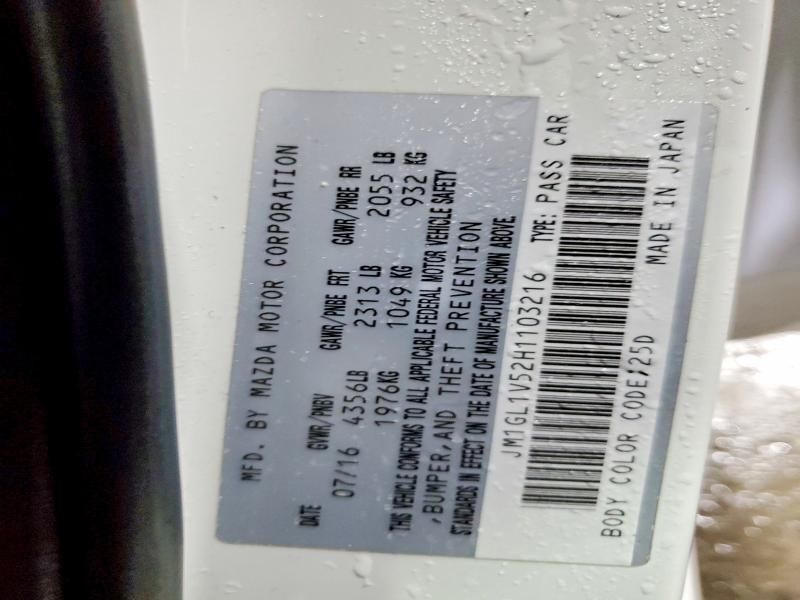 MFD. BY MAZDA MOTOR CORPORATION
DATE GVWR/PNBV GAWR/PNBE FRT GAWR/PNBE RR
07/16 4356LB 2313 LB 2055 LB
1976KG 1049 KG 932 KG
THIS VEHICLE CONFORMS TO ALL APPLICABLE FEDERAL MOTOR VEHICLE SAFETY
,BUMPER,AND THEFT PREVENTION
STANDARDS IN EFFECT ON THE DATE OF MANUFACTURE SHOWN ABOVE.
JM1GL1V52H1103216 TYPE: PASS CAR
BODY COLOR CODE;25D MADE IN JAPAN